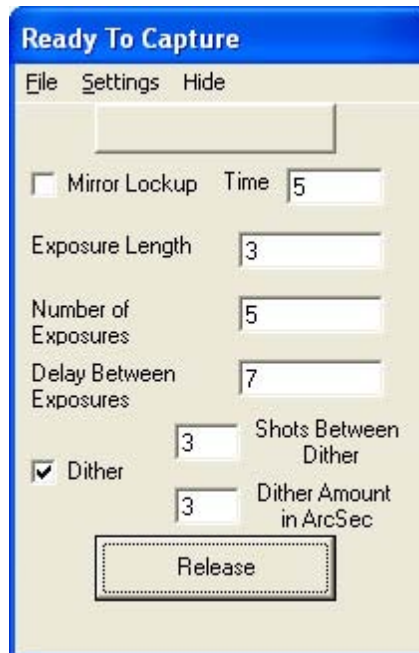 Ready To Capture
File Settings Hide
Mirror Lockup Time 5
Exposure Length 3
Number of
Exposures 5
Delay Between
Exposures 7
3 Shots Between
Dither
Dither
3 Dither Amount
in ArcSec
Release